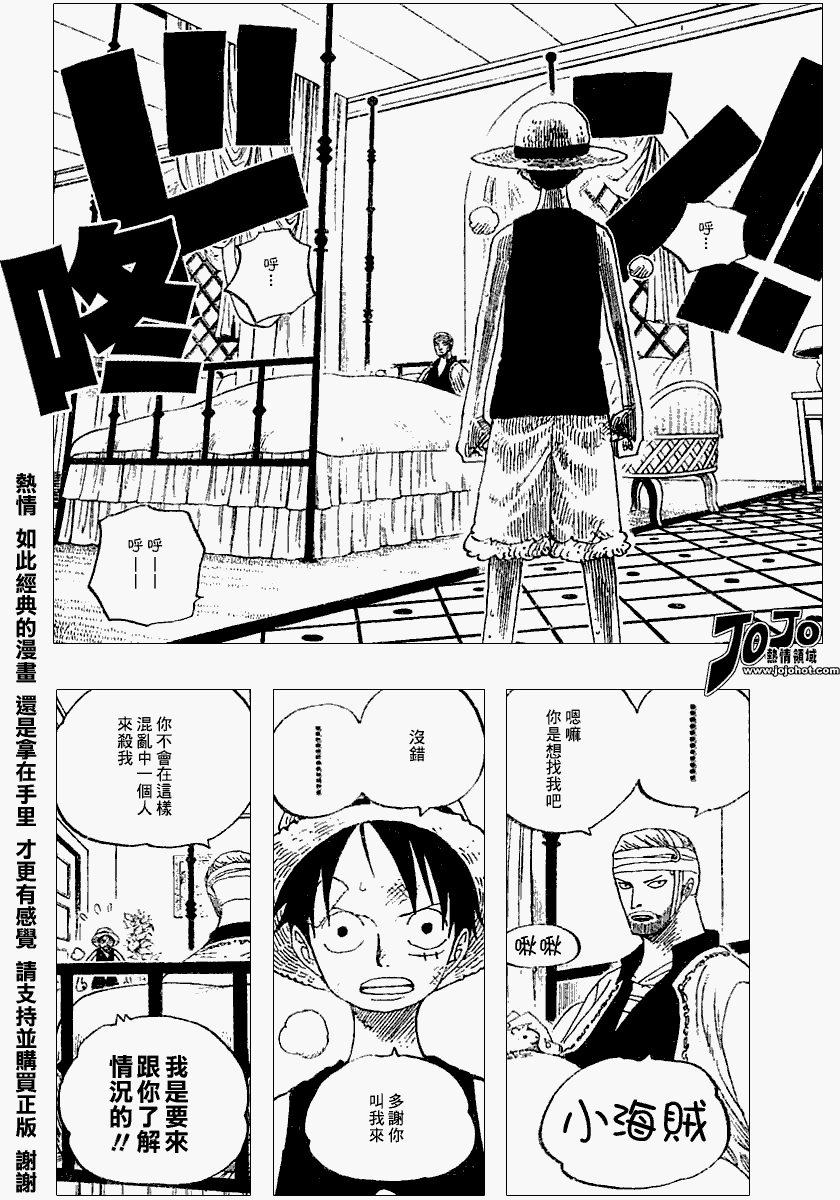 咚
呼…
呼…
呼——
呼——
JOJO
熱情領域
www.jojohot.com
…………
嗯嘛
你是想找我吧
啾啾
小海賊
沒錯
…………
多謝你
叫我來
你不會在這樣
混亂中一個人
來殺我
我是要來
跟你了解
情況的!!
熱情 如此經典的漫畫 還是拿在手里 才更有感覺 請支持並購買正版 謝謝